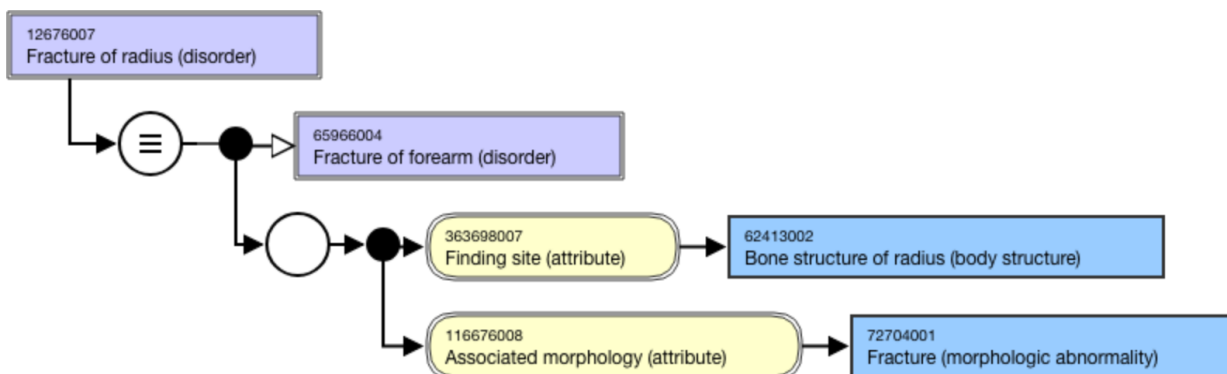 12676007
Fracture of radius (disorder)
65966004
Fracture of forearm (disorder)
363698007
Finding site (attribute)
62413002
Bone structure of radius (body structure)
116676008
Associated morphology (attribute)
72704001
Fracture (morphologic abnormality)